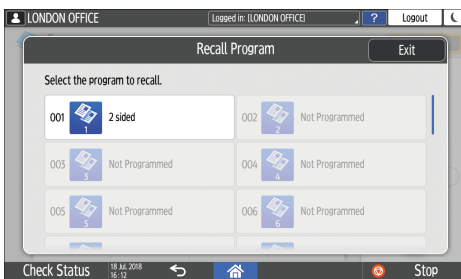 LONDON OFFICE
Logged in: [LONDON OFFICE]
?
Logout
Recall Program
Exit
Select the program to recall.
001 1 2 sided
002 2 Not Programmed
003 3 Not Programmed
004 4 Not Programmed
005 5 Not Programmed
006 6 Not Programmed
Check Status
18 Jul. 2018
16:12
Stop